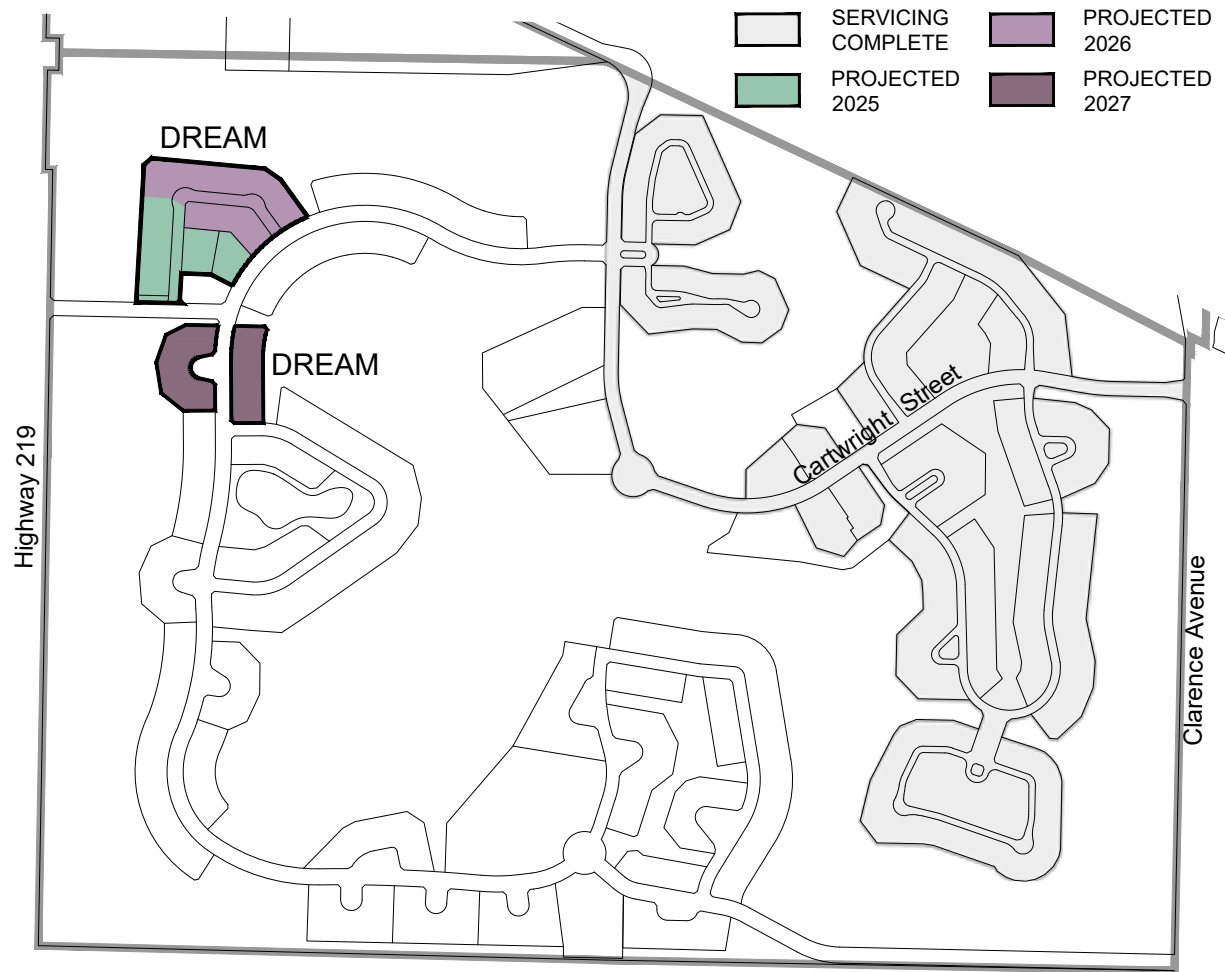 SERVICING
COMPLETE
PROJECTED
2026
PROJECTED
2025
PROJECTED
2027
DREAM
DREAM
Cartwright Street
Highway 219
Clarence Avenue